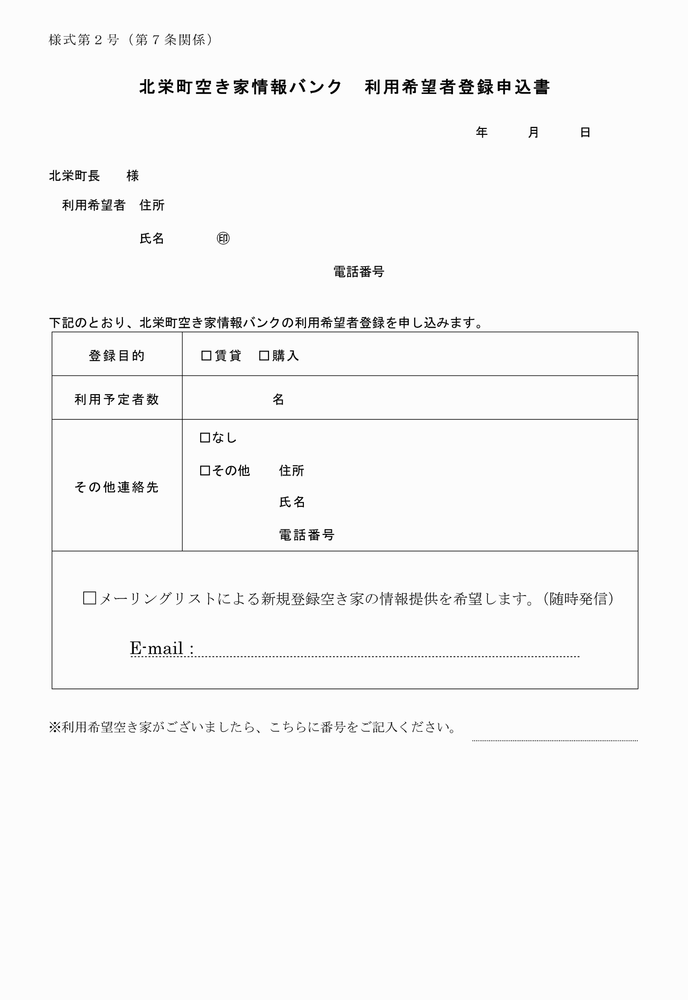 様式第２号（第７条関係）
北栄町空き家情報バンク　利用希望者登録申込書
年　　　月　　　日
北栄町長　　様
利用希望者　住所
氏名　　　　㊞
電話番号
下記のとおり、北栄町空き家情報バンクの利用希望者登録を申し込みます。
登録目的　□賃貸　□購入
利用予定者数　名
□なし
□その他　　住所
その他連絡先
氏名
電話番号
□メーリングリストによる新規登録空き家の情報提供を希望します。（随時発信）
E-mail：
※利用希望空き家がございましたら、こちらに番号をご記入ください。